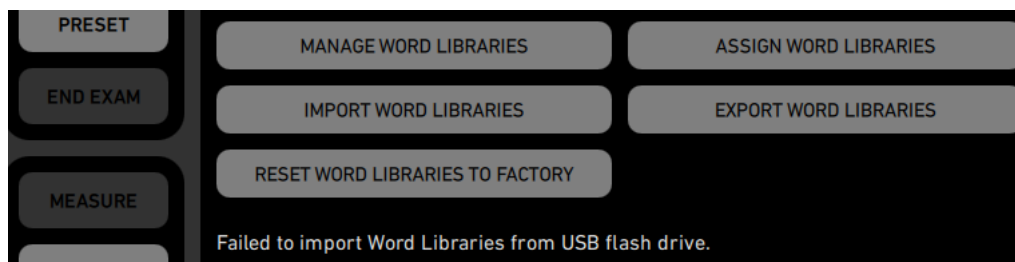 PRESET
MANAGE WORD LIBRARIES
ASSIGN WORD LIBRARIES
END EXAM
IMPORT WORD LIBRARIES
EXPORT WORD LIBRARIES
RESET WORD LIBRARIES TO FACTORY
MEASURE
Failed to import Word Libraries from USB flash drive.